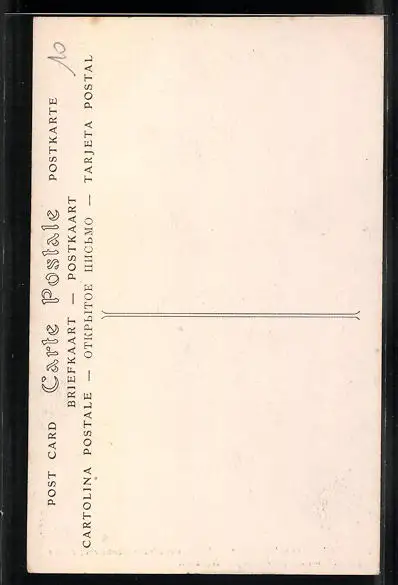 POST CARD Carte Postale POSTKARTE
BRIEFKAART — POSTKAART
CARTOLINA POSTALE — ОТКРЫТОЕ ПИСЬМО — TARJETA POSTAL
10